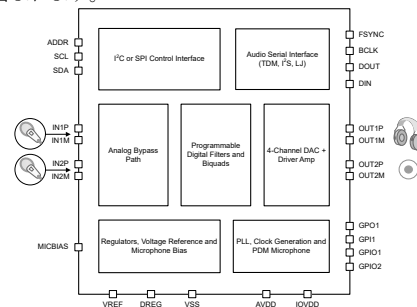 ADDR
SCL
SDA
I²C or SPI Control Interface
Audio Serial Interface
(TDM, I²S, LJ)
FSYNC
BCLK
DOUT
DIN
IN1P
IN1M
IN2P
IN2M
Analog Bypass
Path
Programmable
Digital Filters and
Biquads
4-Channel DAC +
Driver Amp
OUT1P
OUT1M
OUT2P
OUT2M
MICBIAS
Regulators, Voltage Reference and
Microphone Bias
PLL, Clock Generation and
PDM Microphone
GPO1
GPI1
GPIO1
GPIO2
VREF
DREG
VSS
AVDD
IOVDD